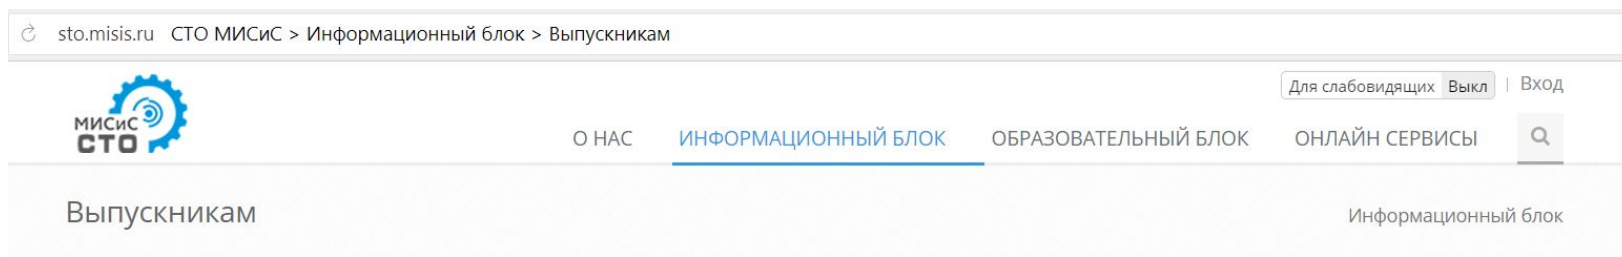 sto.misis.ru СТО МИСиС > Информационный блок > Выпускникам
Для слабовидящих Выкл | Вход
МИСиС
СТО
О НАС ИНФОРМАЦИОННЫЙ БЛОК ОБРАЗОВАТЕЛЬНЫЙ БЛОК ОНЛАЙН СЕРВИСЫ
Выпускникам
Информационный блок